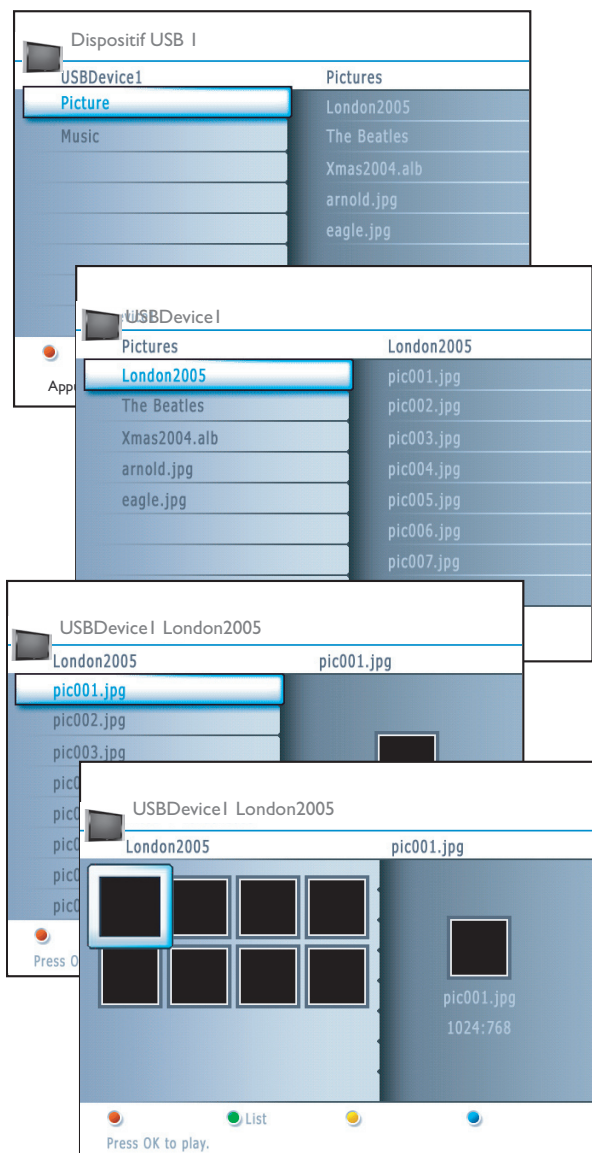 Dispositif USB 1
USBDevice1
Pictures
Picture
Music
London2005
The Beatles
Xmas2004.alb
arnold.jpg
eagle.jpg
USBDevice1
Pictures
London2005
London2005
The Beatles
Xmas2004.alb
arnold.jpg
eagle.jpg
pic001.jpg
pic002.jpg
pic003.jpg
pic004.jpg
pic005.jpg
pic006.jpg
pic007.jpg
USBDevice1 London2005
London2005
pic001.jpg
pic001.jpg
pic002.jpg
pic003.jpg
Press
USBDevice1 London2005
London2005
pic001.jpg
pic001.jpg
1024:768
List
Press OK to play.